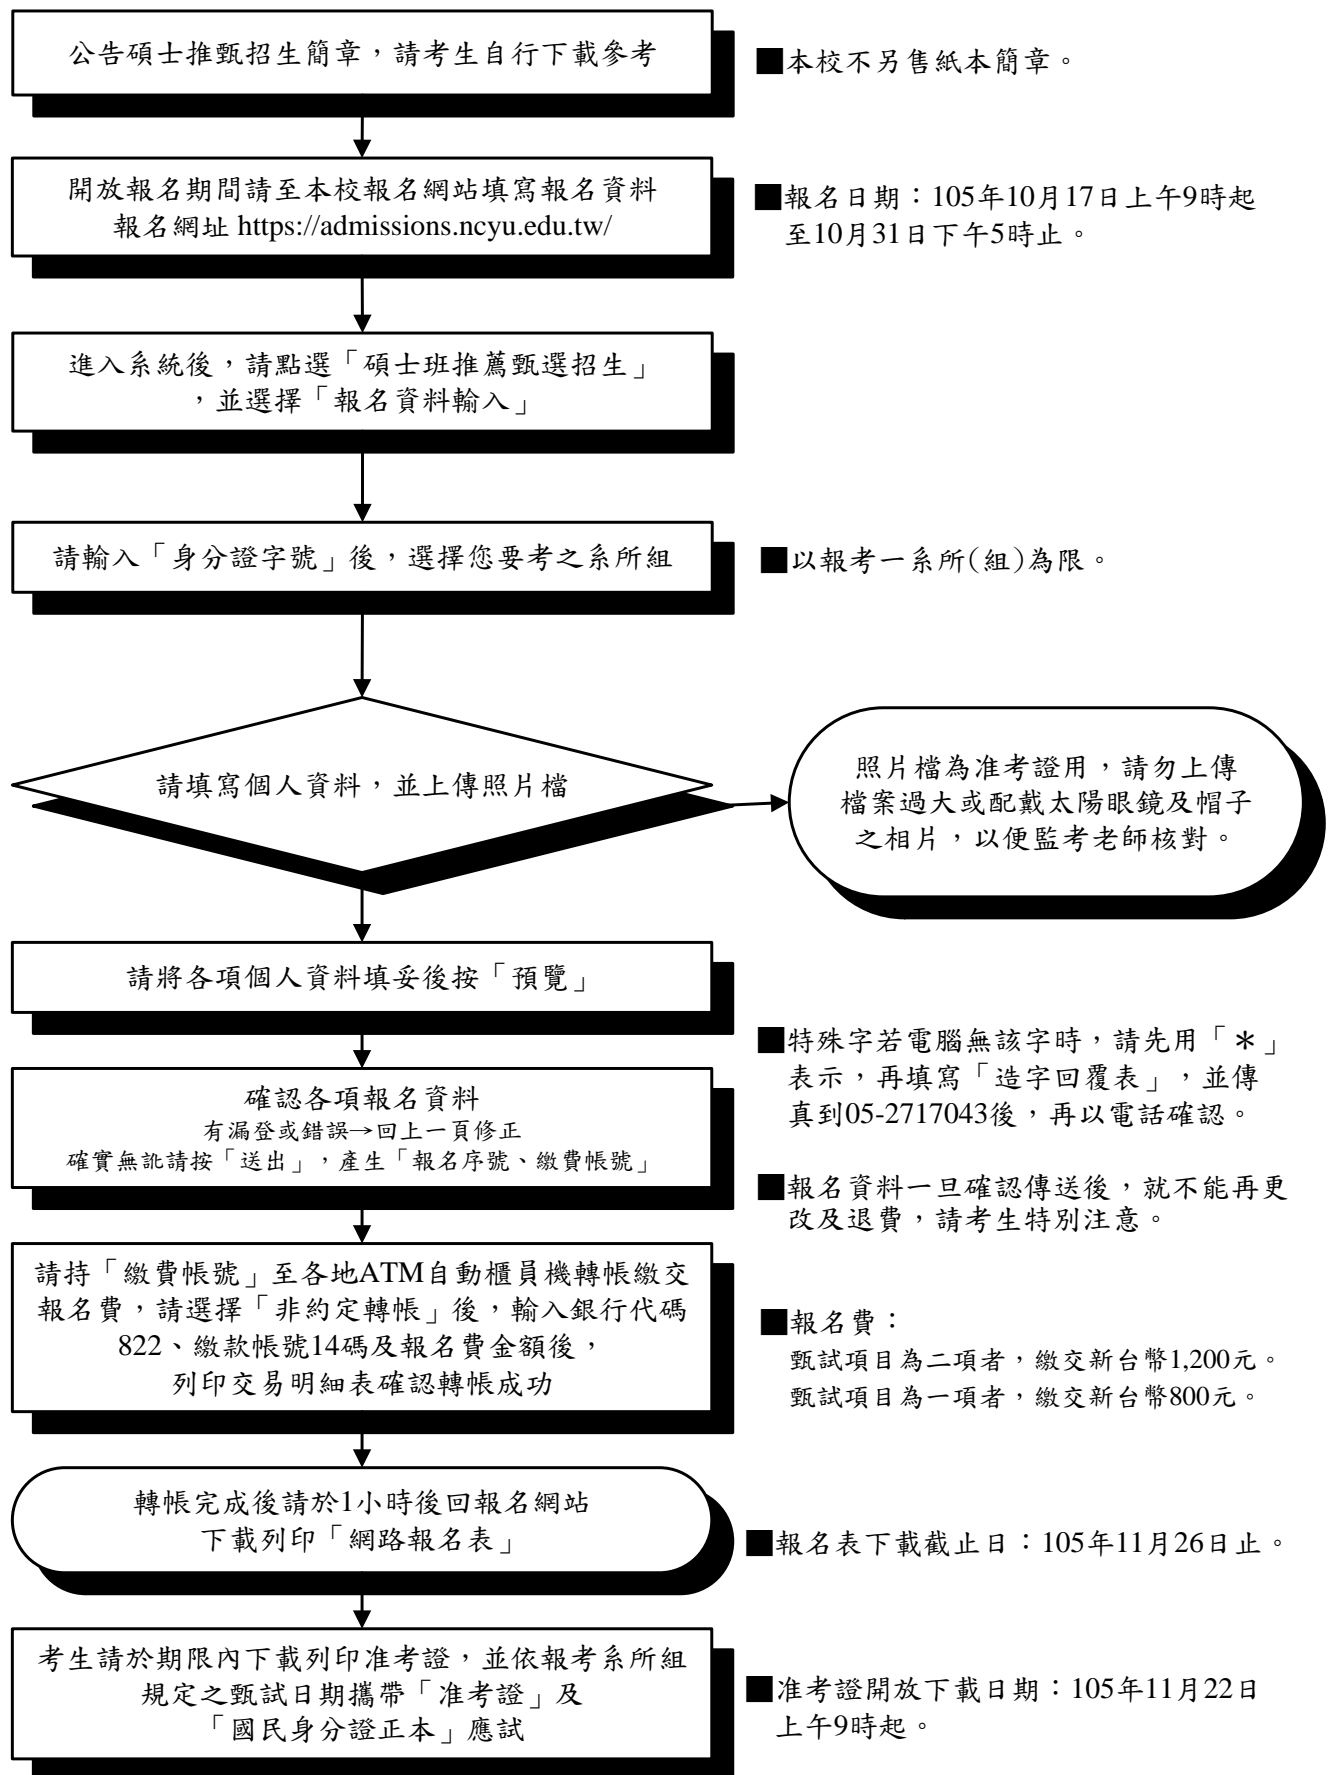 公告碩士推甄招生簡章，請考生自行下載參考
■本校不另售紙本簡章。
開放報名期間請至本校報名網站填寫報名資料
報名網址 https://admissions.ncyu.edu.tw/
■報名日期：105年10月17日上午9時起
至10月31日下午5時止。
進入系統後，請點選「碩士班推薦甄選招生」
，並選擇「報名資料輸入」
請輸入「身分證字號」後，選擇您要考之系所組
■以報考一系所(組)為限。
請填寫個人資料，並上傳照片檔
照片檔為准考證用，請勿上傳
檔案過大或配戴太陽眼鏡及帽子
之相片，以便監考老師核對。
請將各項個人資料填妥後按「預覽」
■特殊字若電腦無該字時，請先用「＊」
表示，再填寫「造字回覆表」，並傳
真到05-2717043後，再以電話確認。
確認各項報名資料
有漏登或錯誤→回上一頁修正
確實無訛請按「送出」，產生「報名序號、繳費帳號」
■報名資料一旦確認傳送後，就不能再更
改及退費，請考生特別注意。
請持「繳費帳號」至各地ATM自動櫃員機轉帳繳交
報名費，請選擇「非約定轉帳」後，輸入銀行代碼
822、繳款帳號14碼及報名費金額後，
列印交易明細表確認轉帳成功
■報名費：
甄試項目為二項者，繳交新台幣1,200元。
甄試項目為一項者，繳交新台幣800元。
轉帳完成後請於1小時後回報名網站
下載列印「網路報名表」
■報名表下載截止日：105年11月26日止。
考生請於期限內下載列印准考證，並依報考系所組
規定之甄試日期攜帶「准考證」及
「國民身分證正本」應試
■准考證開放下載日期：105年11月22日
上午9時起。